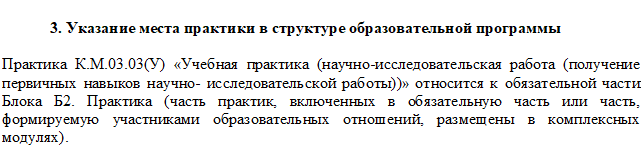 3. Указание места практики в структуре образовательной программы
Практика К.М.03.03(У) «Учебная практика (научно-исследовательская работа (получение
первичных навыков научно- исследовательской работы))» относится к обязательной части
Блока Б2. Практика (часть практик, включенных в обязательную часть или часть,
формируемую участниками образовательных отношений, размещены в комплексных
модулях).